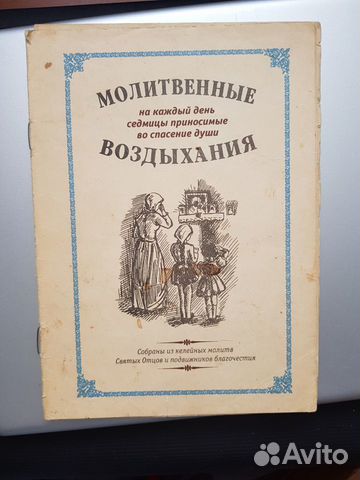 МОЛИТВЕННЫЕ
на каждый день
седмицы приносимые
во спасение души
ВОЗДЫХАНИЯ
Собраны из келейных молитв
Святых Отцов и подвижников благочестия
Avito